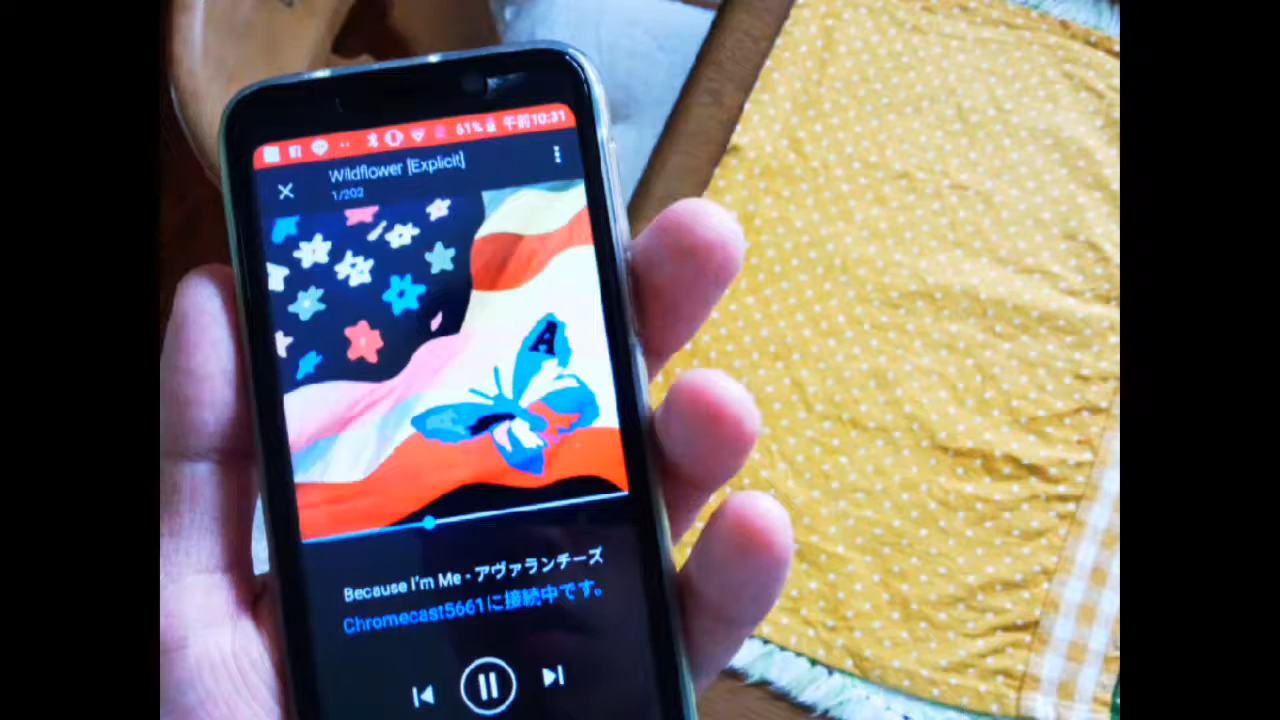 61% 午前10:31
Wildflower [Explicit]
1/202
A
Because I'm Me - アヴァランチーズ
Chromecast5661に接続中です。